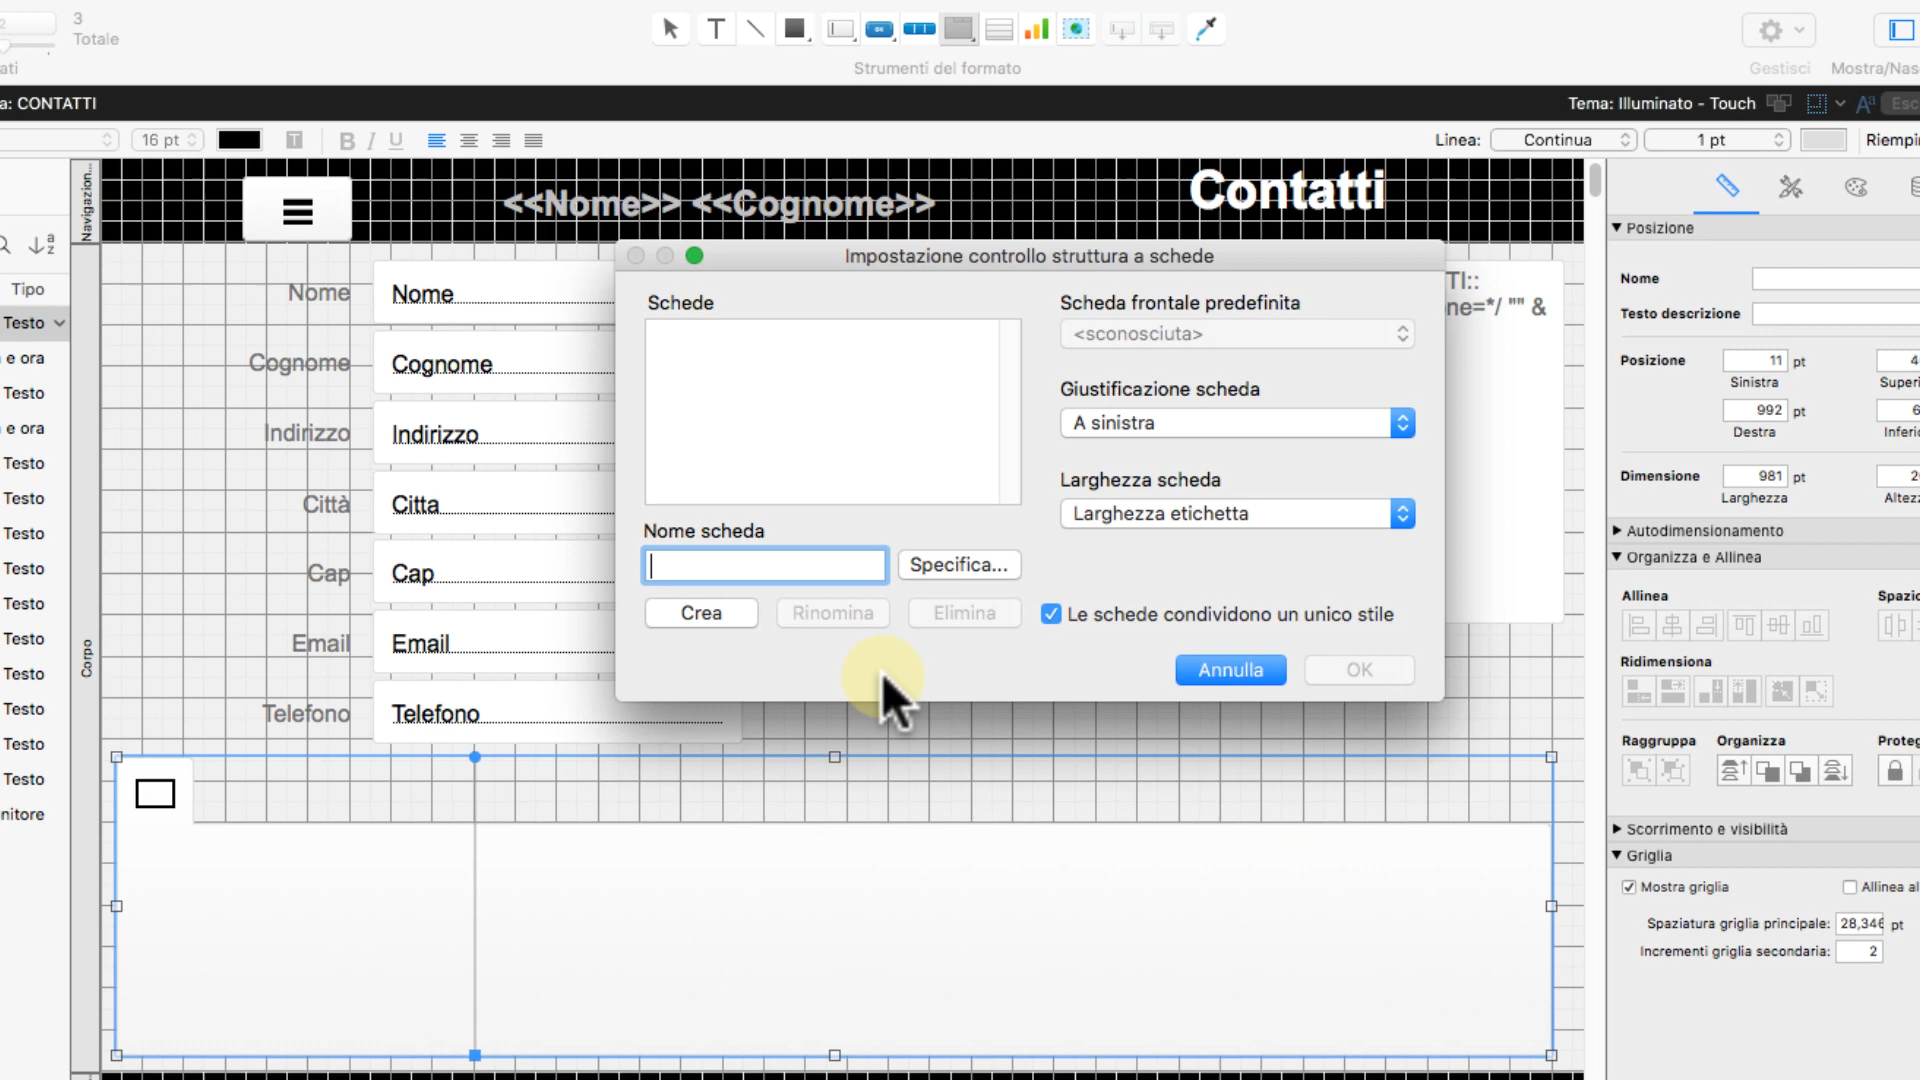 2
3
Totale
ati
T
OK
Strumenti del formato
Gestisci
Mostra/Nas
a: CONTATTI
Tema: Illuminato - Touch
Esc
16 pt
B I U
Linea:
Continua
1 pt
Riempi
Navigazion...
<<Nome>> <<Cognome>>
Contatti
Tipo
Testo
e ora
Testo
e ora
Testo
Testo
Testo
Testo
Testo
Testo
Testo
Testo
Testo
Testo
nitore
Corpo
Nome
Nome
Cognome
Cognome
Indirizzo
Indirizzo
Città
Citta
Cap
Cap
Email
Email
Telefono
Telefono
TI::
ne=*/ "" &
Impostazione controllo struttura a schede
Schede
Nome scheda
Specifica...
Crea
Rinomina
Elimina
Scheda frontale predefinita
<sconosciuta>
Giustificazione scheda
A sinistra
Larghezza scheda
Larghezza etichetta
Le schede condividono un unico stile
Annulla
OK
Posizione
Nome
Testo descrizione
Posizione
11 pt
Sinistra
Superi
992 pt
Destra
Inferio
Dimensione
981 pt
Larghezza
Altez
Autodimensionamento
Organizza e Allinea
Allinea
Spazi
Ridimensiona
Raggruppa
Organizza
Proteg
Scorrimento e visibilità
Griglia
Mostra griglia
Allinea al
Spaziatura griglia principale: 28,346 pt
Incrementi griglia secondaria: 2